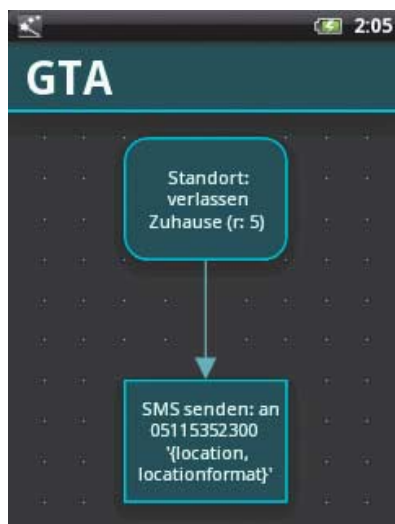 2:05
GTA
Standort:
verlassen
Zuhause (r: 5)
SMS senden: an
05115352300
'{location,
locationformat}'